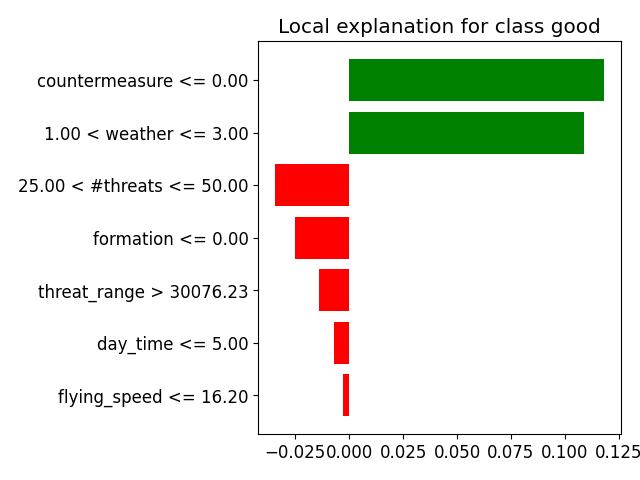 Local explanation for class good
countermeasure <= 0.00
1.00 < weather <= 3.00
25.00 < #threats <= 50.00
formation <= 0.00
threat_range > 30076.23
day_time <= 5.00
flying_speed <= 16.20
−0.025 0.000 0.025 0.050 0.075 0.100 0.125